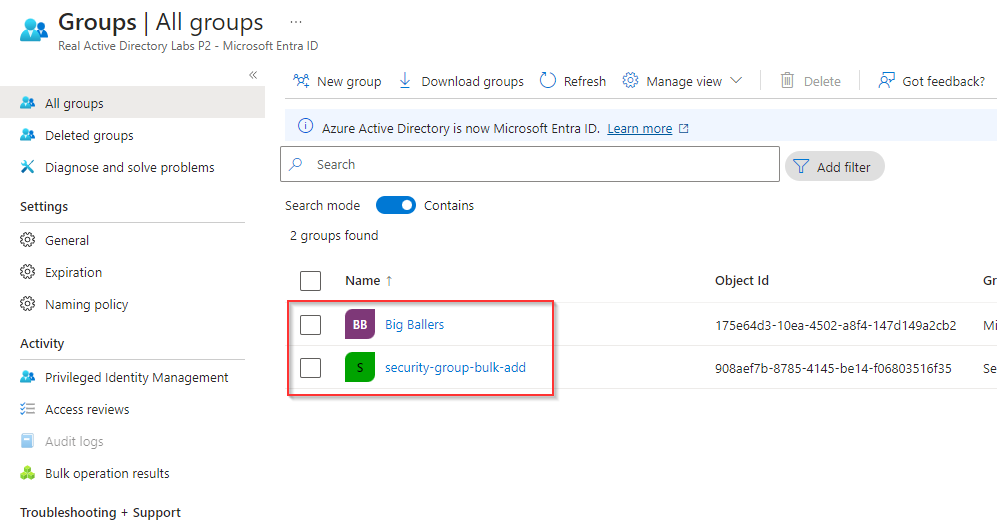 Groups | All groups ...
Real Active Directory Labs P2 - Microsoft Entra ID
«
All groups
Deleted groups
Diagnose and solve problems
Settings
General
Expiration
Naming policy
Activity
Privileged Identity Management
Access reviews
Audit logs
Bulk operation results
Troubleshooting + Support
New group
Download groups
Refresh
Manage view
Delete
Got feedback?
Azure Active Directory is now Microsoft Entra ID. Learn more
Search
Add filter
Search mode
Contains
2 groups found
Name ↑ Object Id Gr
BB Big Ballers 175e64d3-10ea-4502-a8f4-147d149a2cb2 Mi
S security-group-bulk-add 908aef7b-8785-4145-be14-f06803516f35 Se